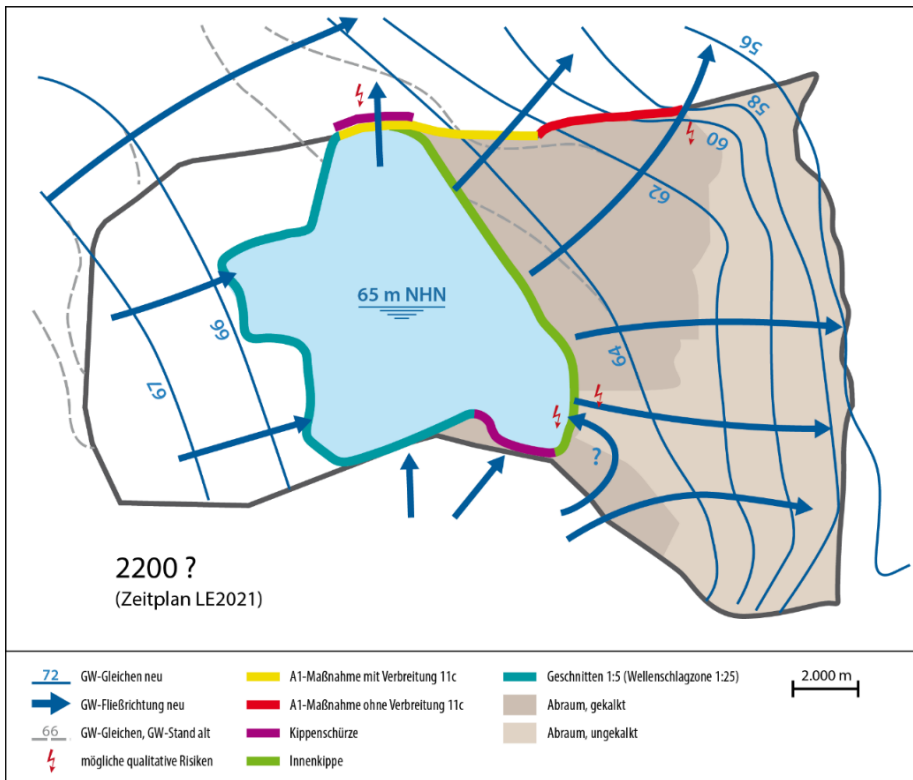 56
58
60
62
65 m NHN
64
66
67
?
2200 ?
(Zeitplan LE2021)
72 GW-Gleichen neu
GW-Fließrichtung neu
66 GW-Gleichen, GW-Stand alt
mögliche qualitative Risiken
A1-Maßnahme mit Verbreitung 11c
A1-Maßnahme ohne Verbreitung 11c
Kippenschürze
Innenkippe
Geschnitten 1:5 (Wellenschlagzone 1:25)
Abraum, gekalkt
Abraum, ungekalkt
2.000 m